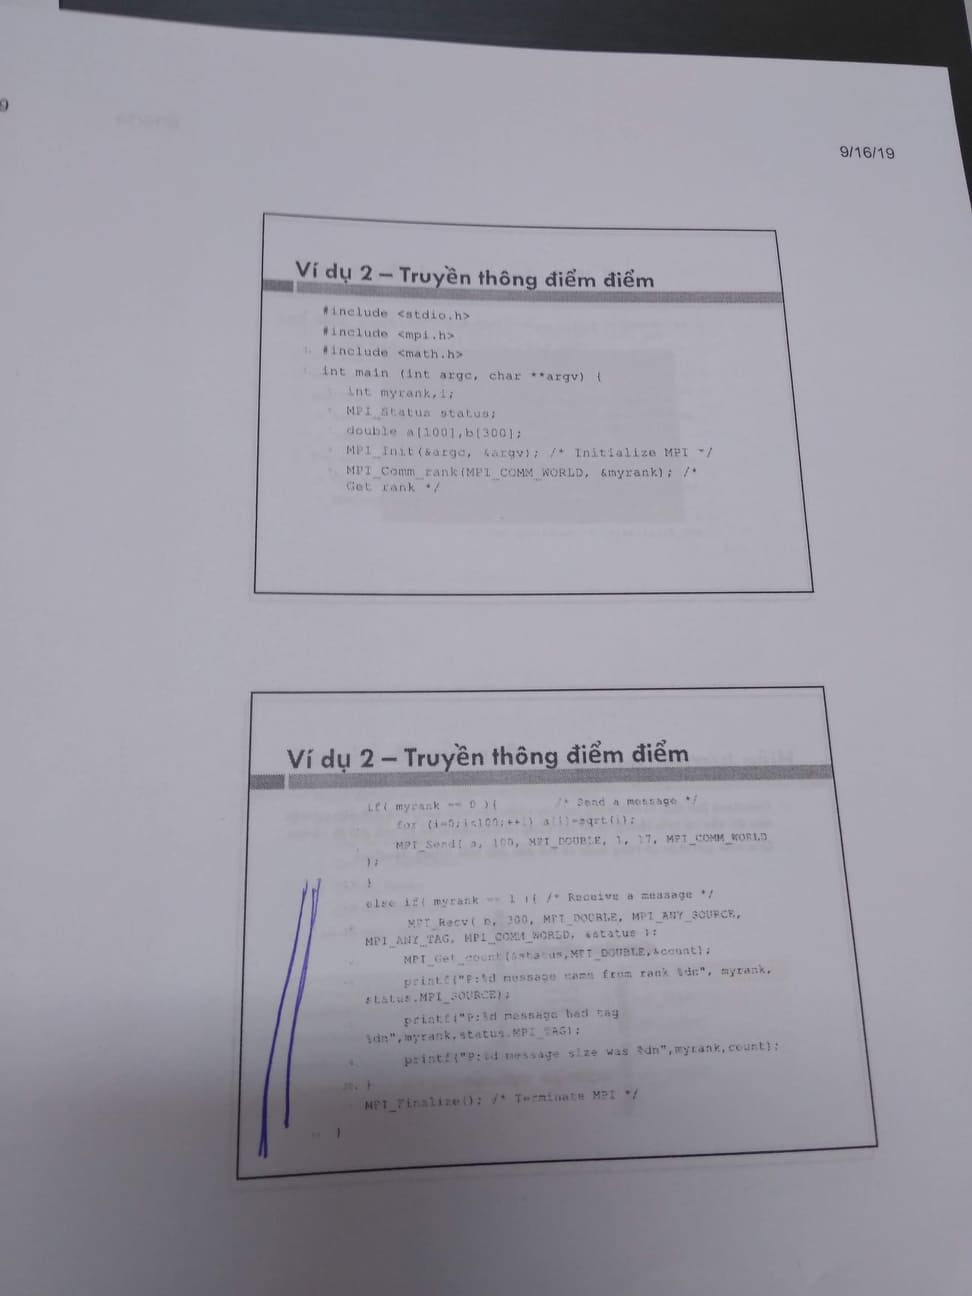 9
9/16/19
Ví dụ 2 – Truyền thông điểm điểm
#include <stdio.h>
#include <mpi.h>
#include <math.h>
int main (int argc, char **argv) {
int myrank,i;
MPI_Status status;
double a[100],b[300];
MPI_Init(&argc, &argv); /* Initialize MPI */
MPI_Comm_rank(MPI_COMM_WORLD, &myrank); /*
Get rank */
Ví dụ 2 – Truyền thông điểm điểm
if( myrank == 0 ){ /* Send a message */
for (i=0;i<100;++i) a[i]=sqrt(i);
MPI_Send( a, 100, MPI_DOUBLE, 1, 17, MPI_COMM_WORLD
);
}
else if( myrank == 1 ){ /* Receive a message */
MPI_Recv( b, 300, MPI_DOUBLE, MPI_ANY_SOURCE,
MPI_ANY_TAG, MPI_COMM_WORLD, &status );
MPI_Get_count(&status,MPI_DOUBLE,&count);
printf("P:%d message came from rank %dn", myrank,
status.MPI_SOURCE);
printf("P:%d message had tag
%dn",myrank,status.MPI_TAG);
printf("P:%d message size was %dn",myrank,count);
}
MPI_Finalize(); /* Terminate MPI */
}